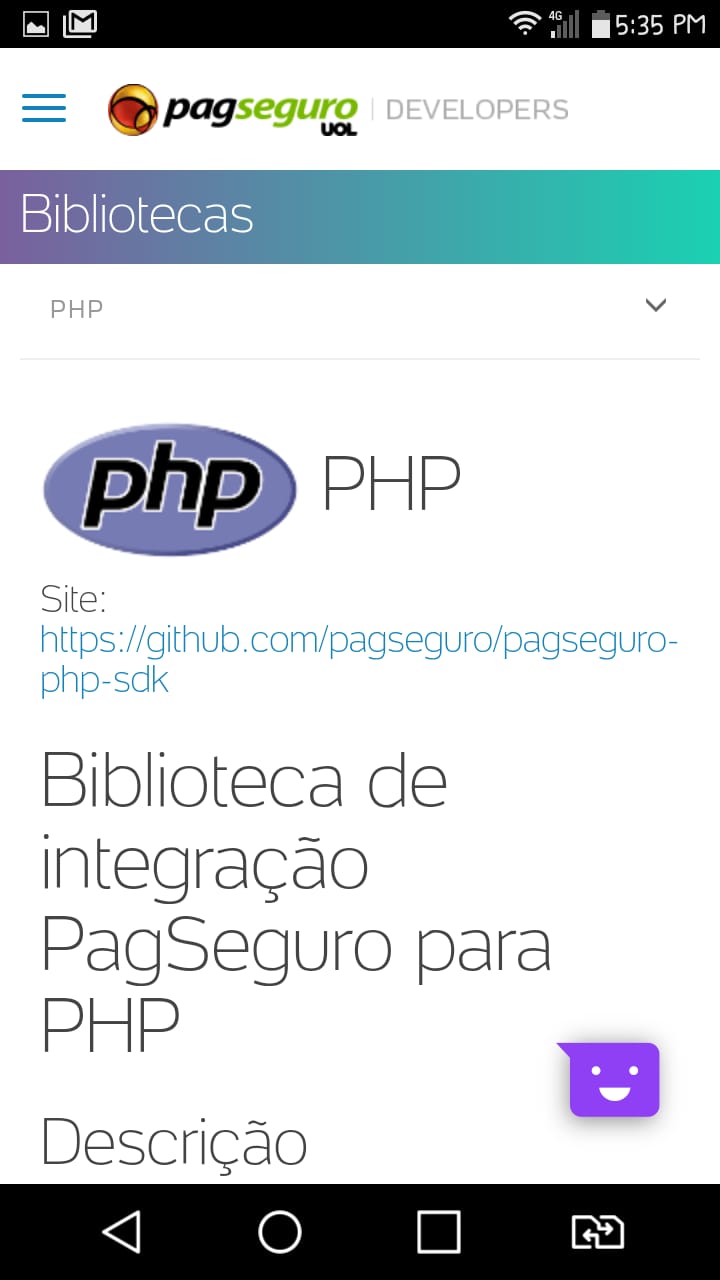 4G 5:35 PM
pagseguro UOL | DEVELOPERS
Bibliotecas
PHP
php PHP
Site:
https://github.com/pagseguro/pagseguro-
php-sdk
Biblioteca de
integração
PagSeguro para
PHP
Descrição